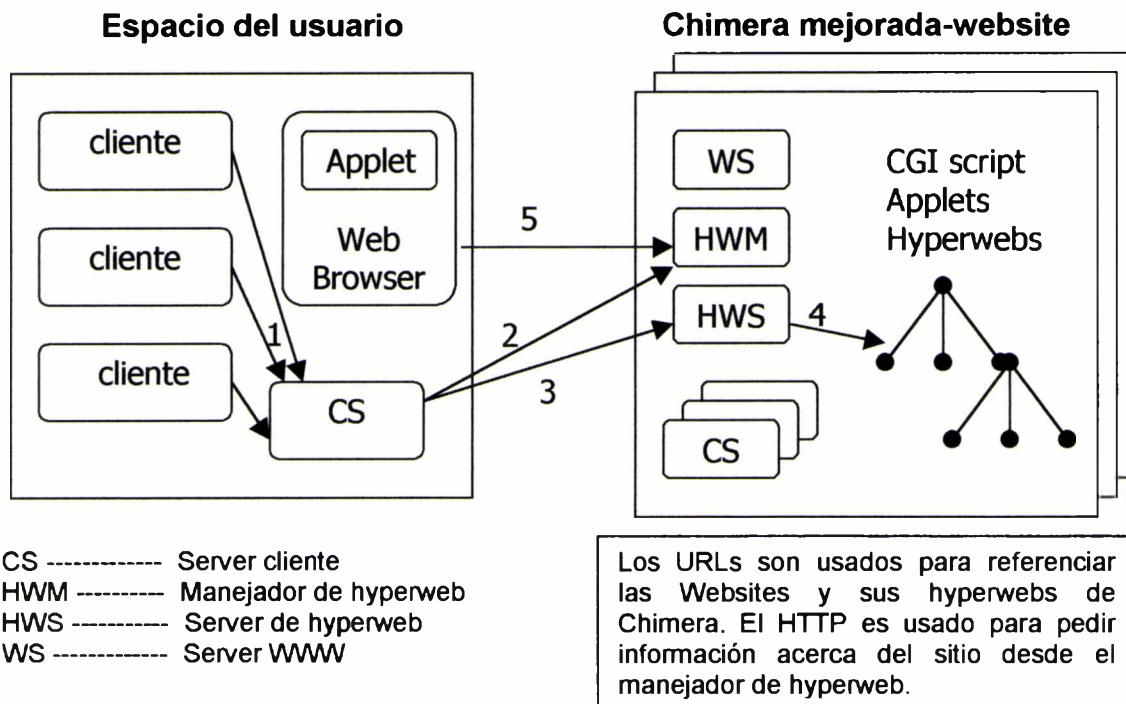 Espacio del usuario
Chimera mejorada-website
cliente
cliente
cliente
Applet
Web
Browser
CS
1
5
2
3
WS
HWM
HWS
4
CS
CGI script
Applets
Hyperwebs
CS ------------- Server cliente
HWM ---------- Manejador de hyperweb
HWS ----------- Server de hyperweb
WS ------------- Server WWW
Los URLs son usados para referenciar
las Websites y sus hyperwebs de
Chimera. El HTTP es usado para pedir
información acerca del sitio desde el
manejador de hyperweb.